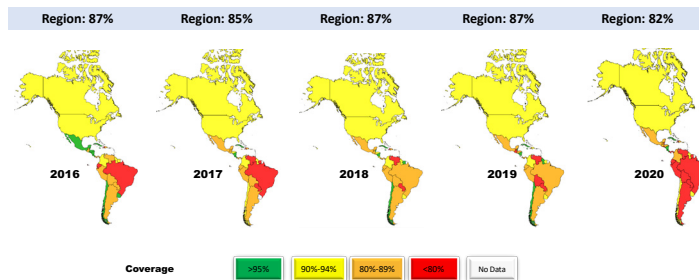 Region: 87% Region: 85% Region: 87% Region: 87% Region: 82%
2016 2017 2018 2019 2020
Coverage >95% 90%-94% 80%-89% <80% No Data